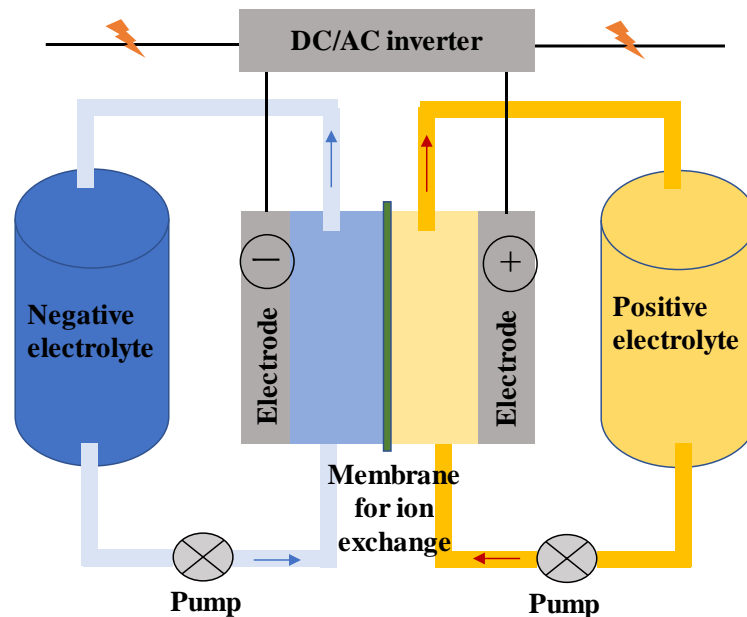 DC/AC inverter
Negative
electrolyte
Electrode
−
+
Electrode
Positive
electrolyte
Membrane
for ion
exchange
Pump
Pump